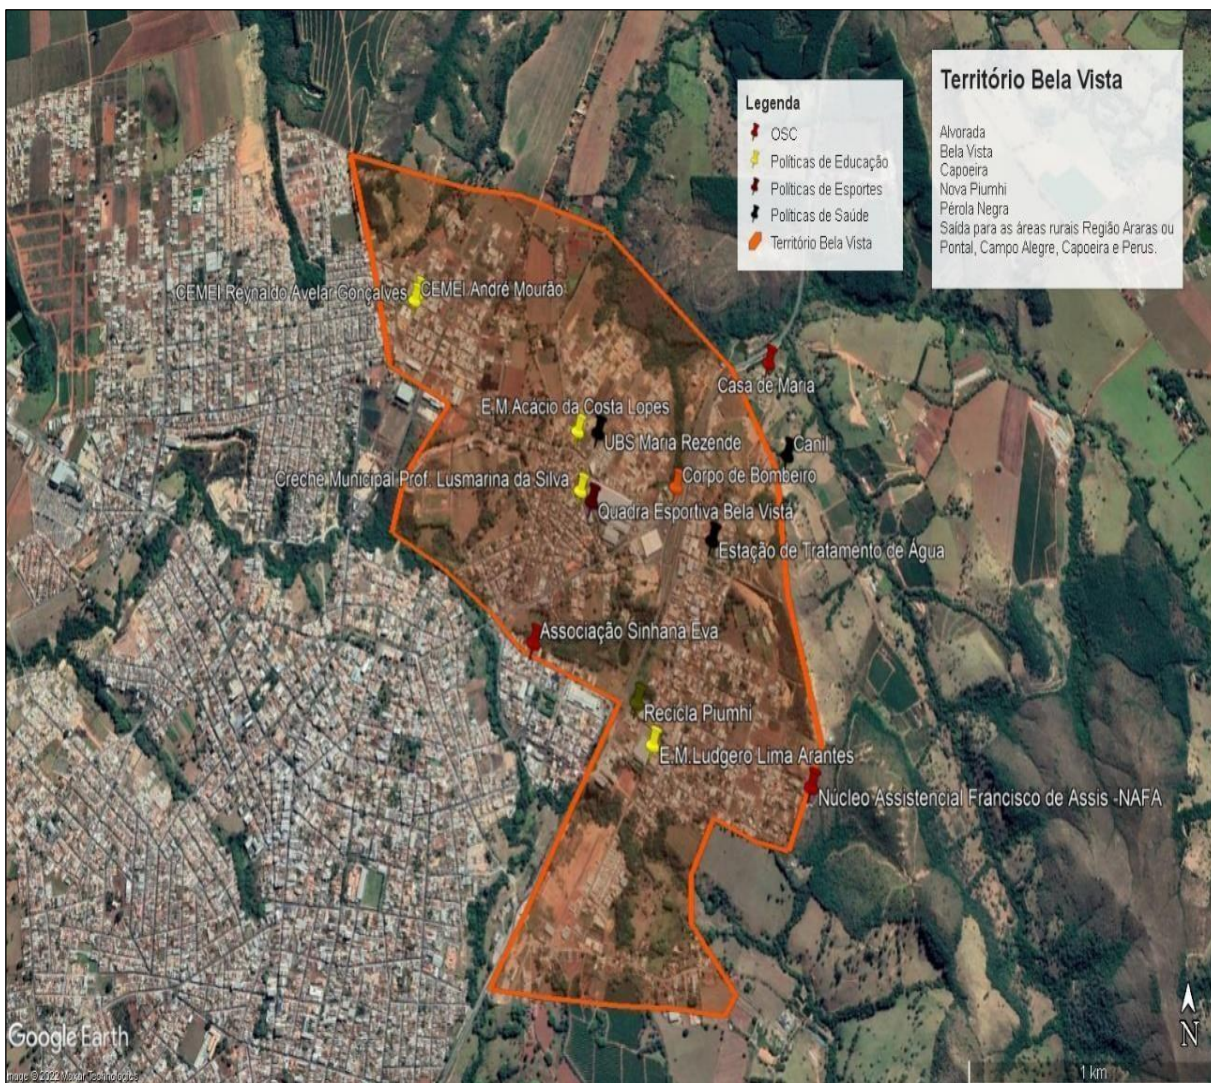 Legenda
OSC
Políticas de Educação
Políticas de Esportes
Políticas de Saúde
Território Bela Vista
Território Bela Vista
Alvorada
Bela Vista
Capoeira
Nova Piumhi
Pérola Negra
Saída para as áreas rurais Região Araras ou
Pontal, Campo Alegre, Capoeira e Perus.
CEMEI Reynaldo Avelar Gonçalves
CEMEI André Mourão
Casa de Maria
E.M.Acácio da Costa Lopes
UBS Maria Rezende
Canil
Creche Municipal Prof. Lusmarina da Silva
Corpo de Bombeiro
Quadra Esportiva Bela Vista
Estação de Tratamento de Água
Associação Sinhana Eva
Recicla Piumhi
E.M.Ludgero Lima Arantes
Núcleo Assistencial Francisco de Assis -NAFA
N
Google Earth
Image © 2022 Maxar Technologies
1 km